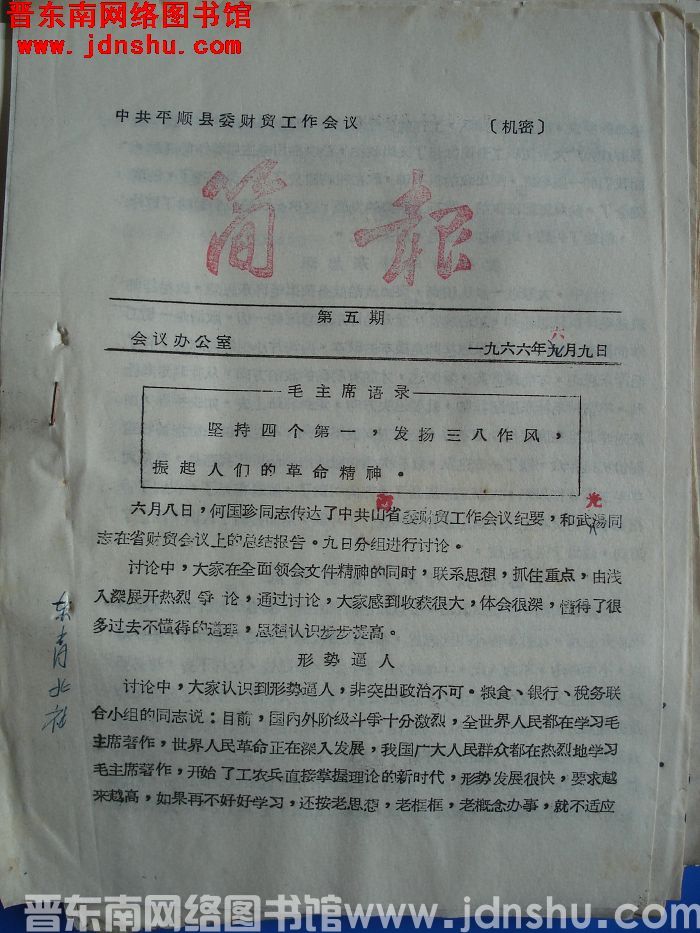 晋东南网络图书馆
www.jdnshu.com
中共平顺县委财贸工作会议 〔机密〕
简报
第五期
会议办公室 一九六六年九月九日
六
毛主席语录
坚持四个第一，发扬三八作风，
振起人们的革命精神。
六月八日，何国珍同志传达了中共山省委财贸工作会议纪要，和武汤同
西 光
志在省财贸会议上的总结报告。九日分组进行讨论。
讨论中，大家在全面领会文件精神的同时，联系思想，抓住重点，由浅
入深展开热烈争论，通过讨论，大家感到收获很大，体会很深，懂得了很
多过去不懂得的道理，思想认识步步提高。
形势逼人
讨论中，大家认识到形势逼人，非突出政治不可。粮食、银行、税务联
合小组的同志说：目前，国内外阶级斗争十分激烈，全世界人民都在学习毛
主席著作，世界人民革命正在深入发展，我国广大人民群众都在热烈地学习
毛主席著作，开始了工农兵直接掌握理论的新时代，形势发展很快，要求越
来越高，如果再不好好学习，还按老思想，老框框，老概念办事，就不适应
东青北社
晋东南网络图书馆 www.jdnshu.com